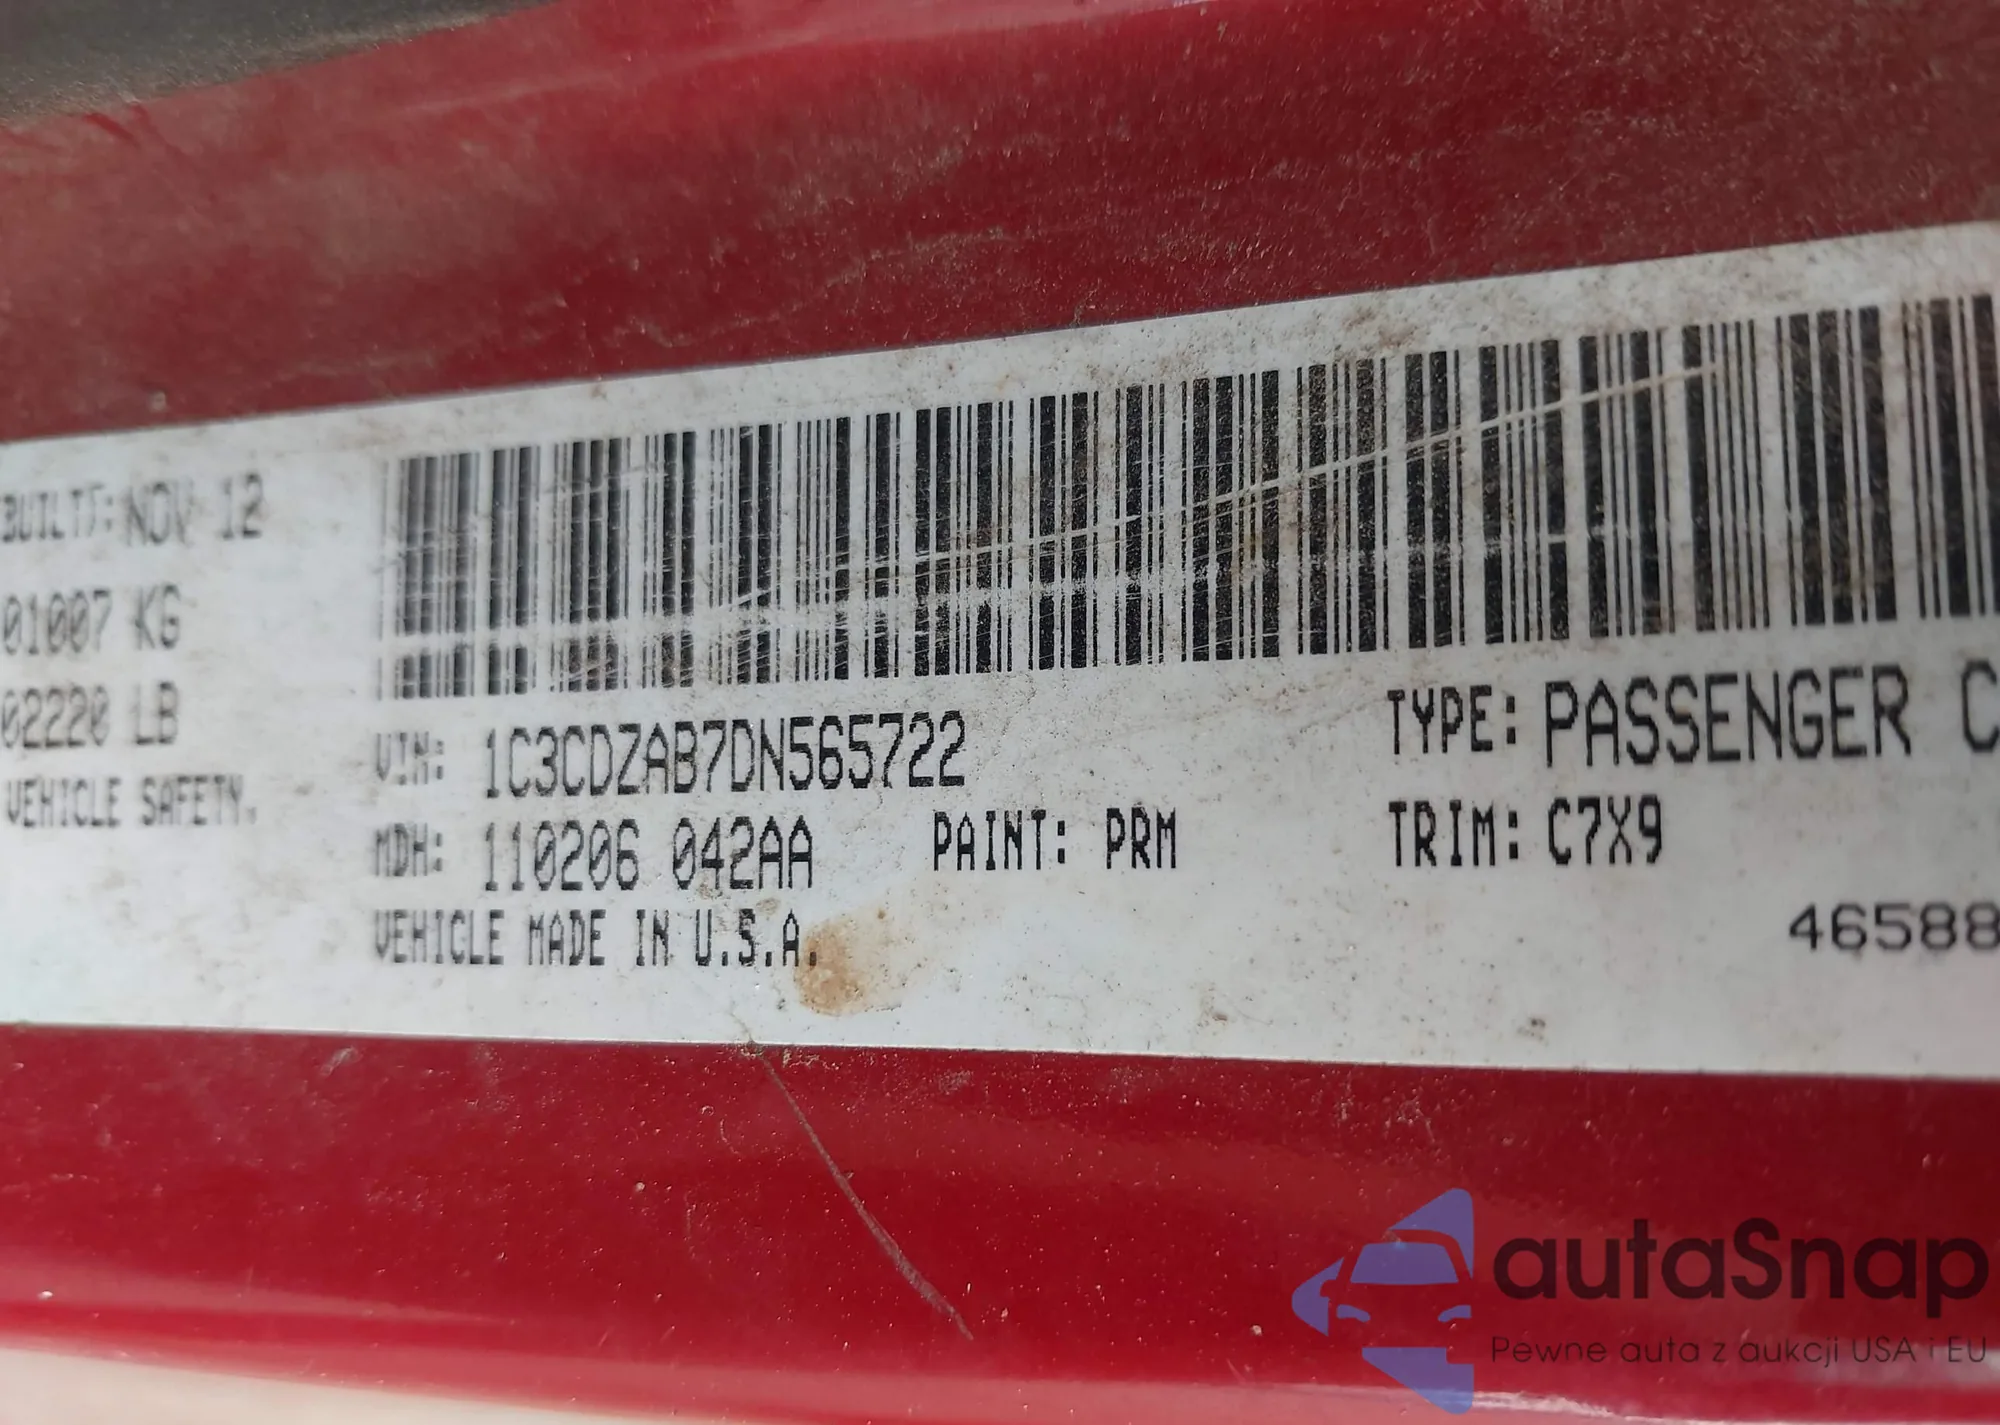 BUILT: NOV 12
01007 KG
02220 LB
VEHICLE SAFETY.
VIN: 1C3CDZAB7DN565722
TYPE: PASSENGER C
MDH: 110206 042AA
PAINT: PRM
TRIM: C7X9
VEHICLE MADE IN U.S.A.
46588
autaSnap
Pewne auta z aukcji USA i EU